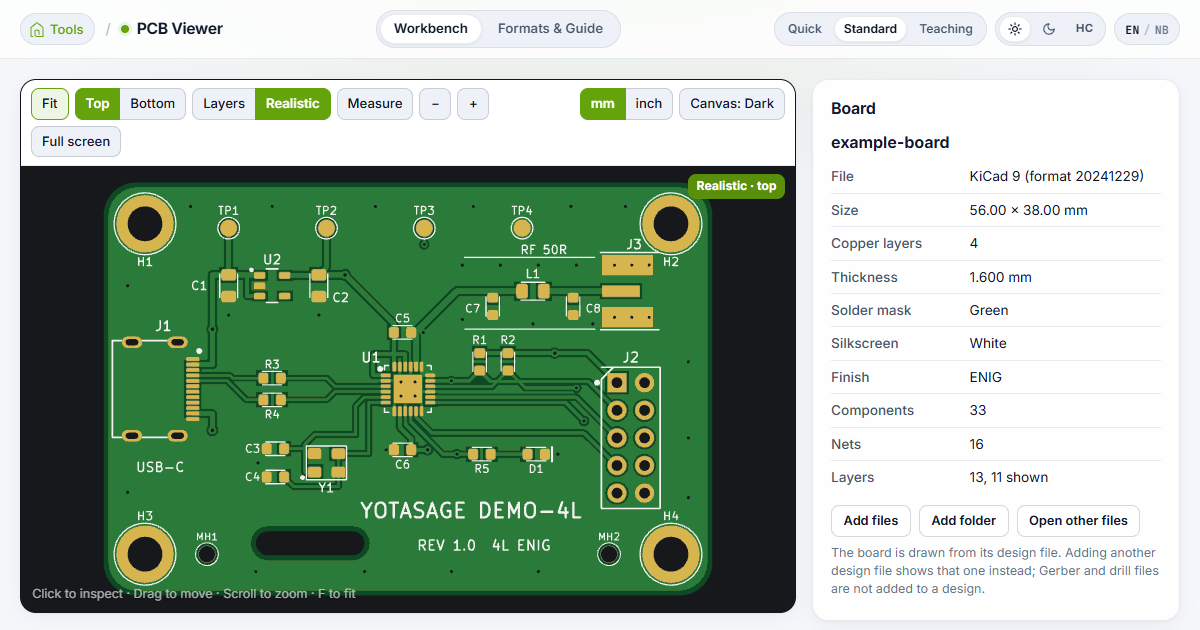 Tools / PCB Viewer
Workbench Formats & Guide
Quick Standard Teaching
HC
EN / NB
Fit Top Bottom Layers Realistic Measure − + mm inch Canvas: Dark
Full screen
Realistic · top
TP1 TP2 TP3 TP4
H1 H2
U2 RF 50R J3
C1 C2 L1
C7 C8
C5
J1 U1 R1 R2 J2
R3
R4
C3 C6 R5 D1
USB-C
C4 Y1
YOTASAGE DEMO-4L
H3 H4
MH1 MH2
REV 1.0 4L ENIG
Click to inspect · Drag to move · Scroll to zoom · F to fit
Board
example-board
File KiCad 9 (format 20241229)
Size 56.00 × 38.00 mm
Copper layers 4
Thickness 1.600 mm
Solder mask Green
Silkscreen White
Finish ENIG
Components 33
Nets 16
Layers 13, 11 shown
Add files Add folder Open other files
The board is drawn from its design file. Adding another
design file shows that one instead; Gerber and drill files
are not added to a design.